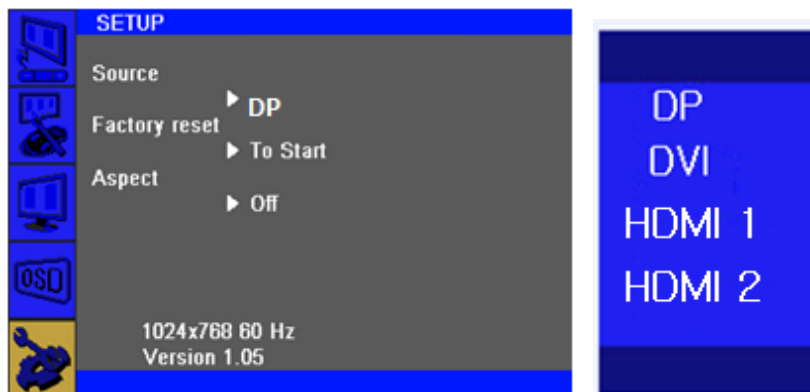 SETUP
Source
DP
Factory reset
To Start
Aspect
Off
OSD
1024x768 60 Hz
Version 1.05
DP
DVI
HDMI 1
HDMI 2